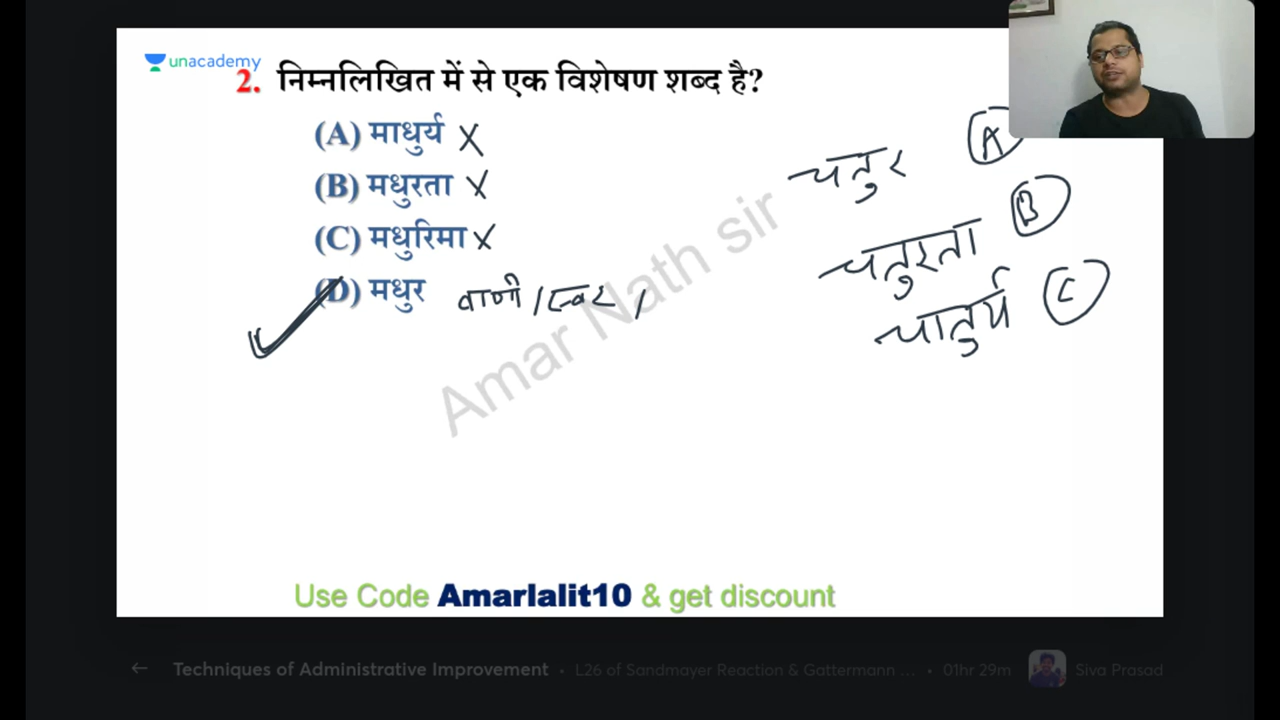 unacademy
2. निम्नलिखित में से एक विशेषण शब्द है?
(A) माधुर्य X
(B) मधुरता X
(C) मधुरिमा X
(D) मधुर वाणी / स्वर /
चतुर A
चतुरता B
चातुर्य C
Amar Nath sir
Use Code Amarlalit10 & get discount
← Techniques of Administrative Improvement • L26 of Sandmayer Reaction & Gattermann ... • 01hr 29m Siva Prasad